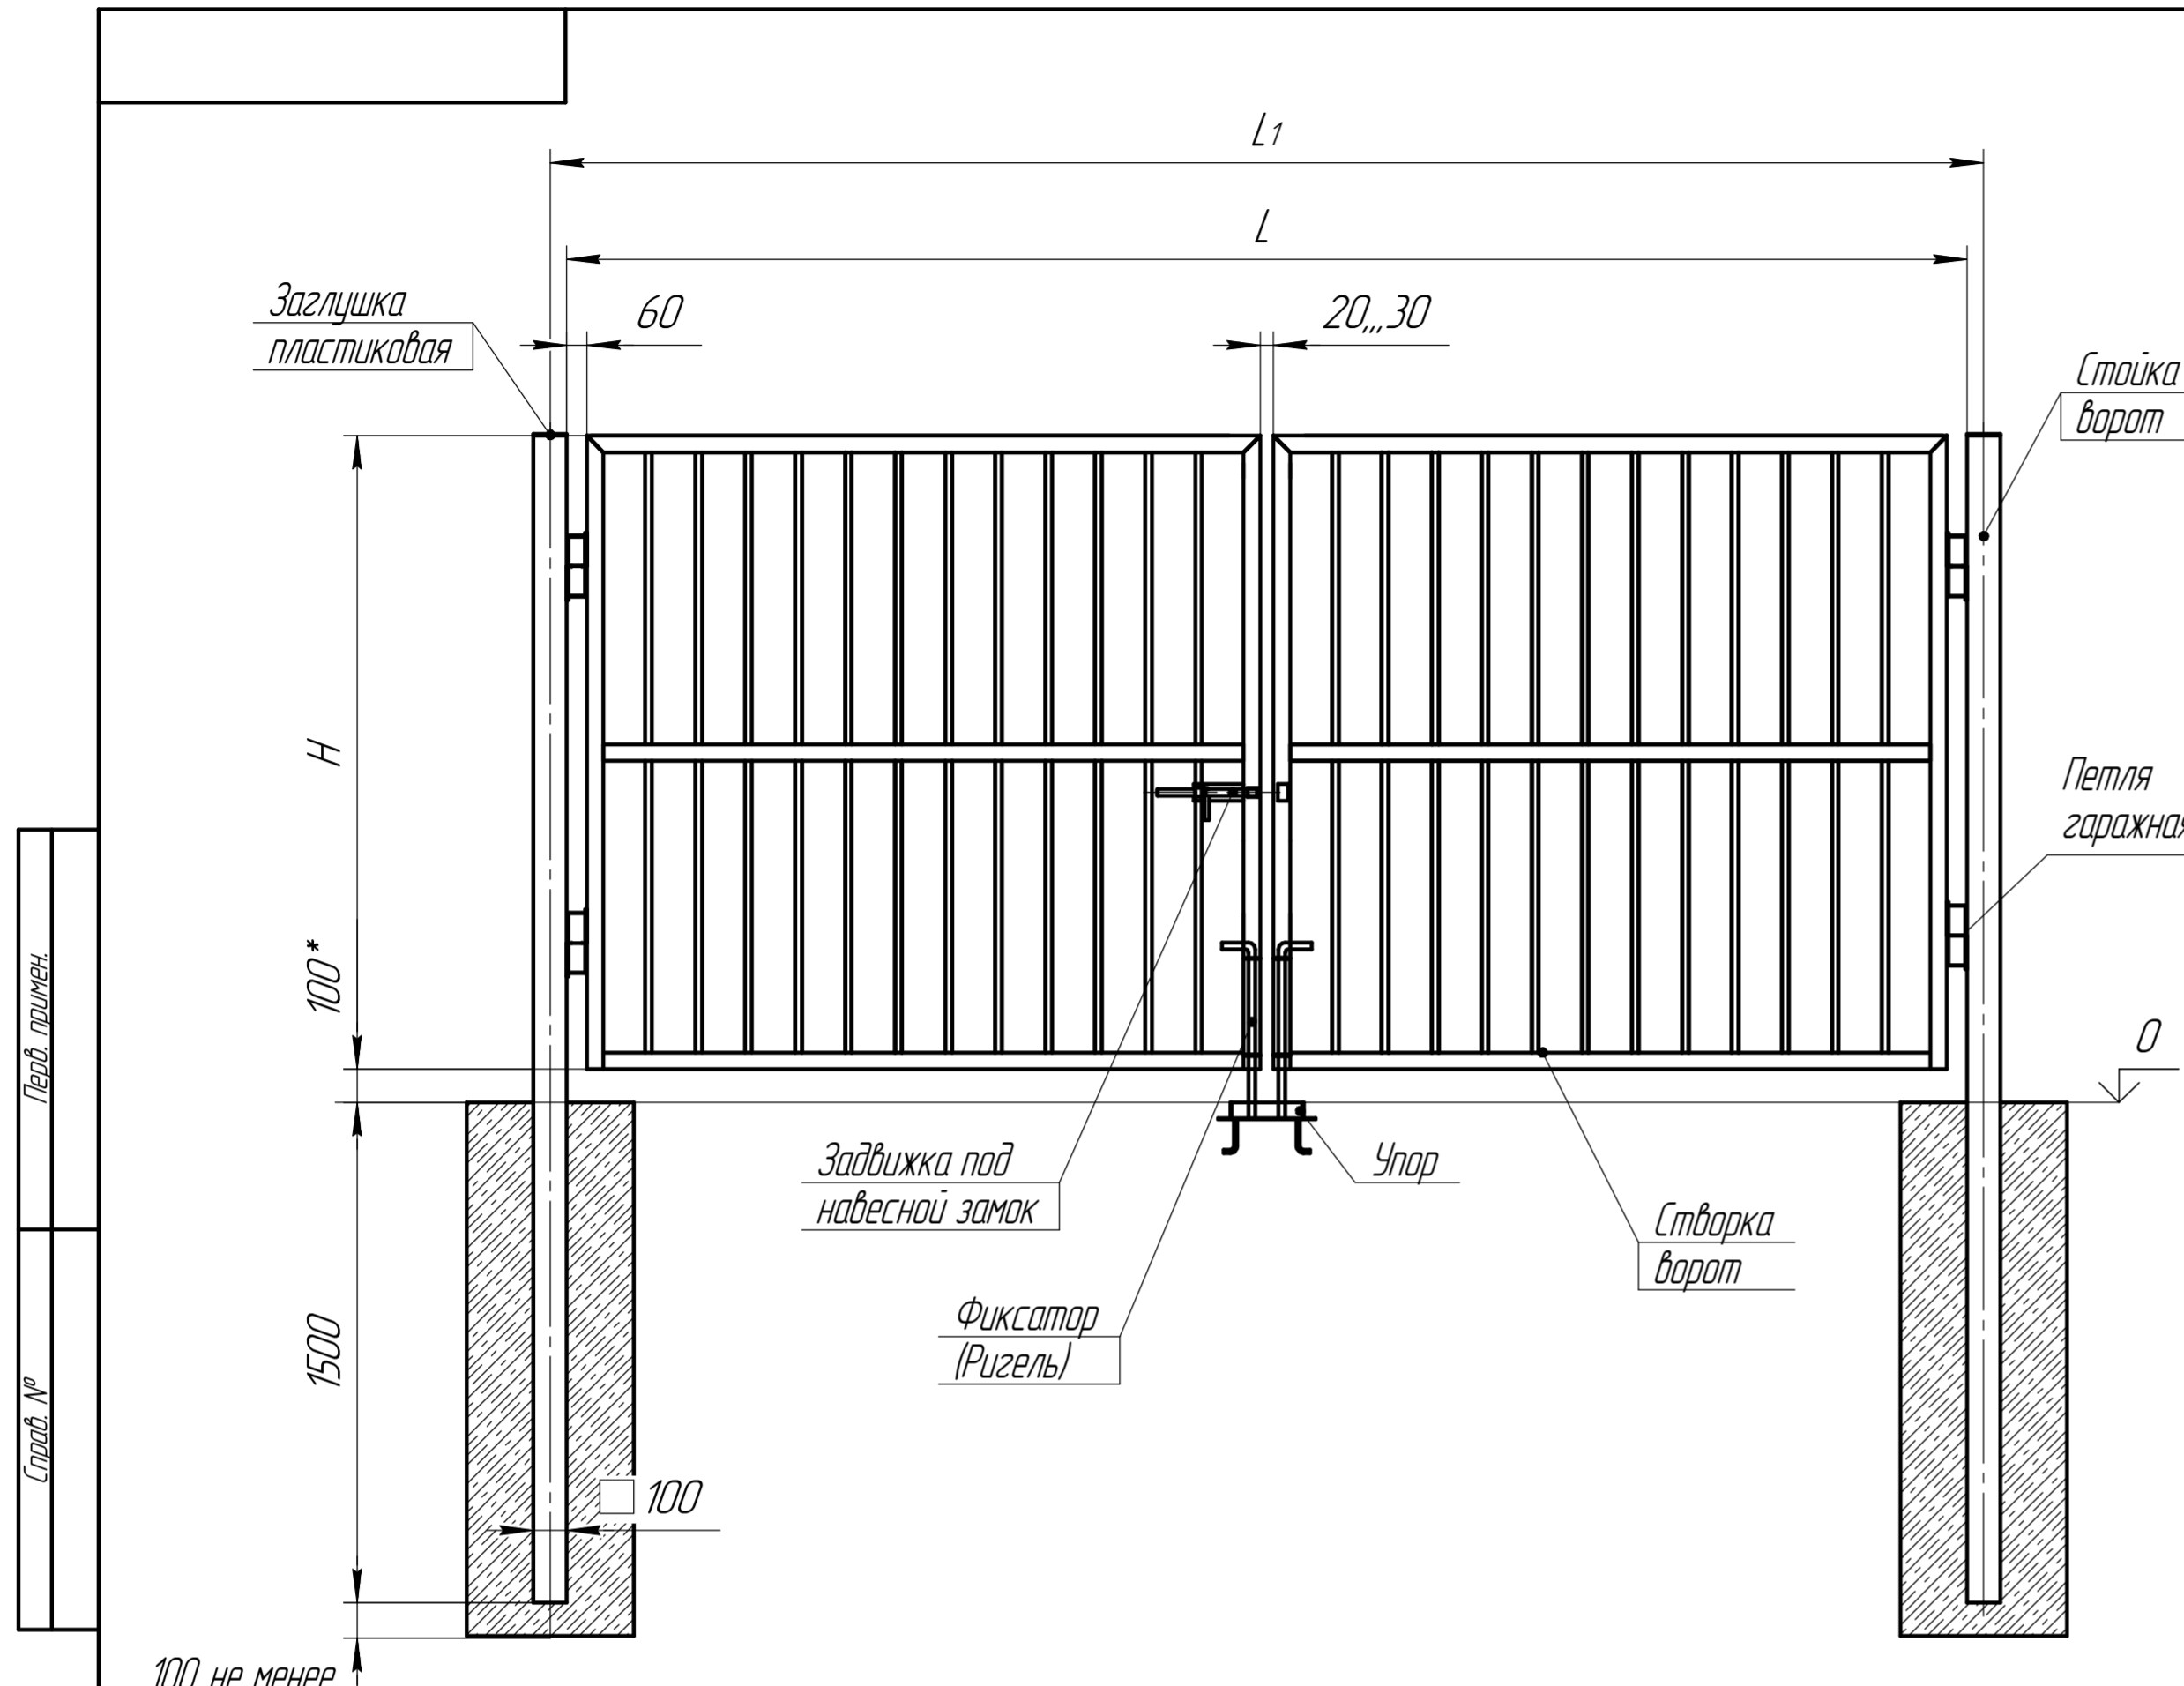 L1
L
Заглушка
пластиковая
60
20,,,30
Стойка
ворот
H
Петля
гаражная
100*
Перв. примен.
0
Задвижка под
навесной замок
Упор
Створка
ворот
Фиксатор
(Ригель)
1500
Справ. №
100
100 не менее